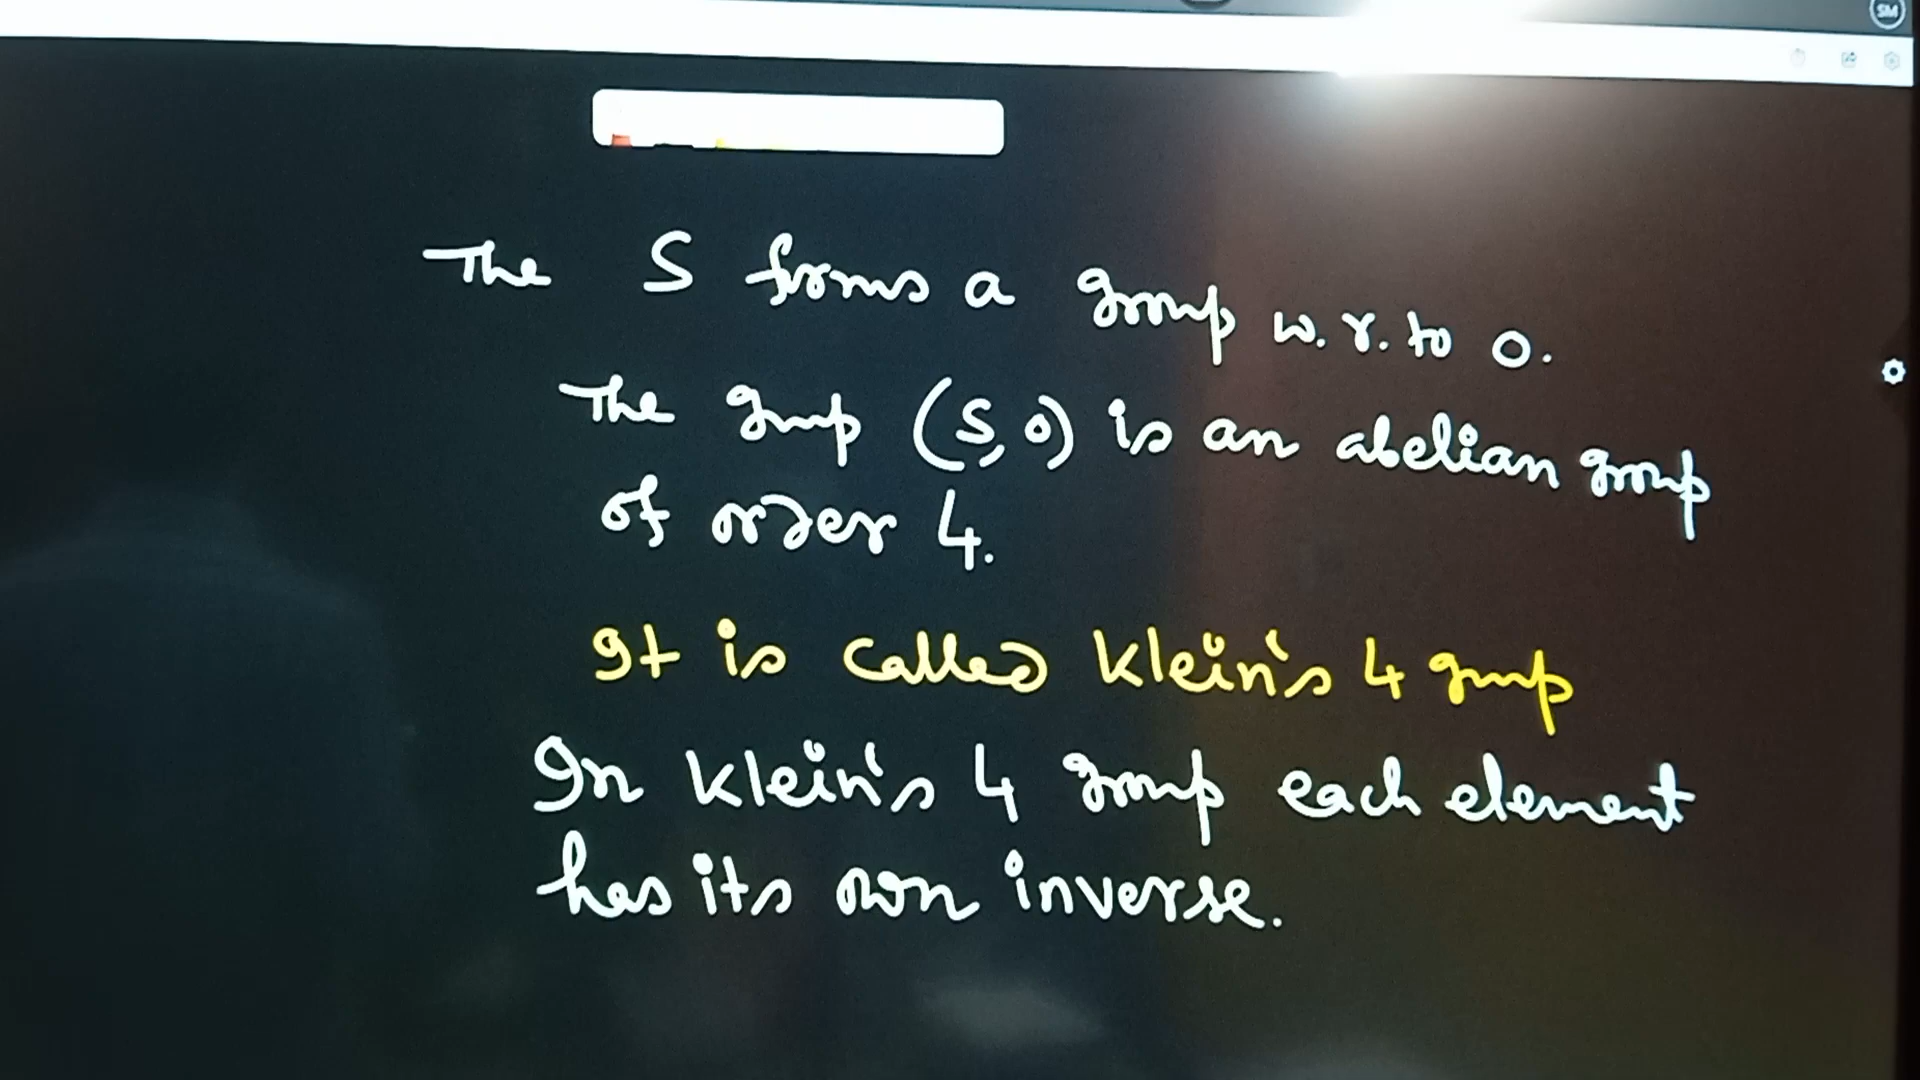 SM
The S forms a group w.r.to o.
The group (S, o) is an abelian group
of order 4.
It is called Klein's 4 group
In Klein's 4 group each element
has its own inverse.